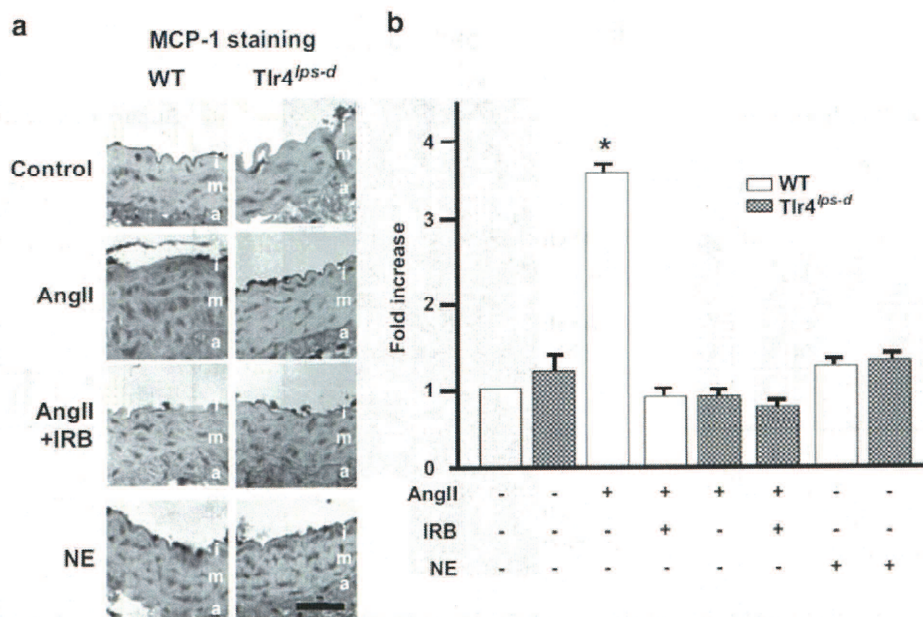 a
MCP-1 staining
WT Tlr4lps-d
Control
i
m
a
i
m
a
AngII
i
m
a
i
m
a
AngII
+IRB
i
m
a
i
m
a
NE
i
m
a
i
m
a
b
Fold increase
4
3
2
1
0
*
WT
Tlr4lps-d
AngII - - + + + + - -
IRB - - - + - + - -
NE - - - - - - + +